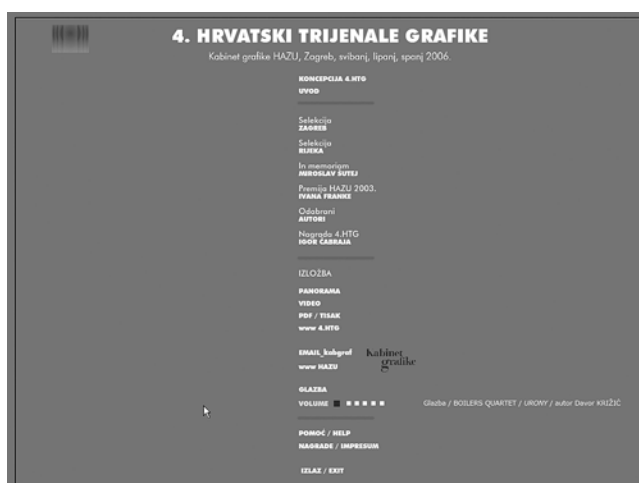 4. HRVATSKI TRIJENALE GRAFIKE
Kabinet grafike HAZU, Zagreb, svibanj, lipanj, srpanj 2006.
KONCEPCIJA 4.HTG
UVOD
Selekcija
ZAGREB
Selekcija
RIJEKA
In memoriam
MIROSLAV ŠUTEJ
Premija HAZU 2003.
IVANA FRANKE
Odabrani
AUTORI
Nagrada 4.HTG
IGOR ČABRAJA
IZLOŽBA
PANORAMA
VIDEO
PDF / TISAK
www 4.HTG
EMAIL_kabgraf
Kabinet
grafike
www HAZU
GLAZBA
VOLUME
Glazba / BOILERS QUARTET / URONY / autor Davor KRIŽIĆ
POMOĆ / HELP
NAGRADE / IMPRESSUM
IZLAZ / EXIT